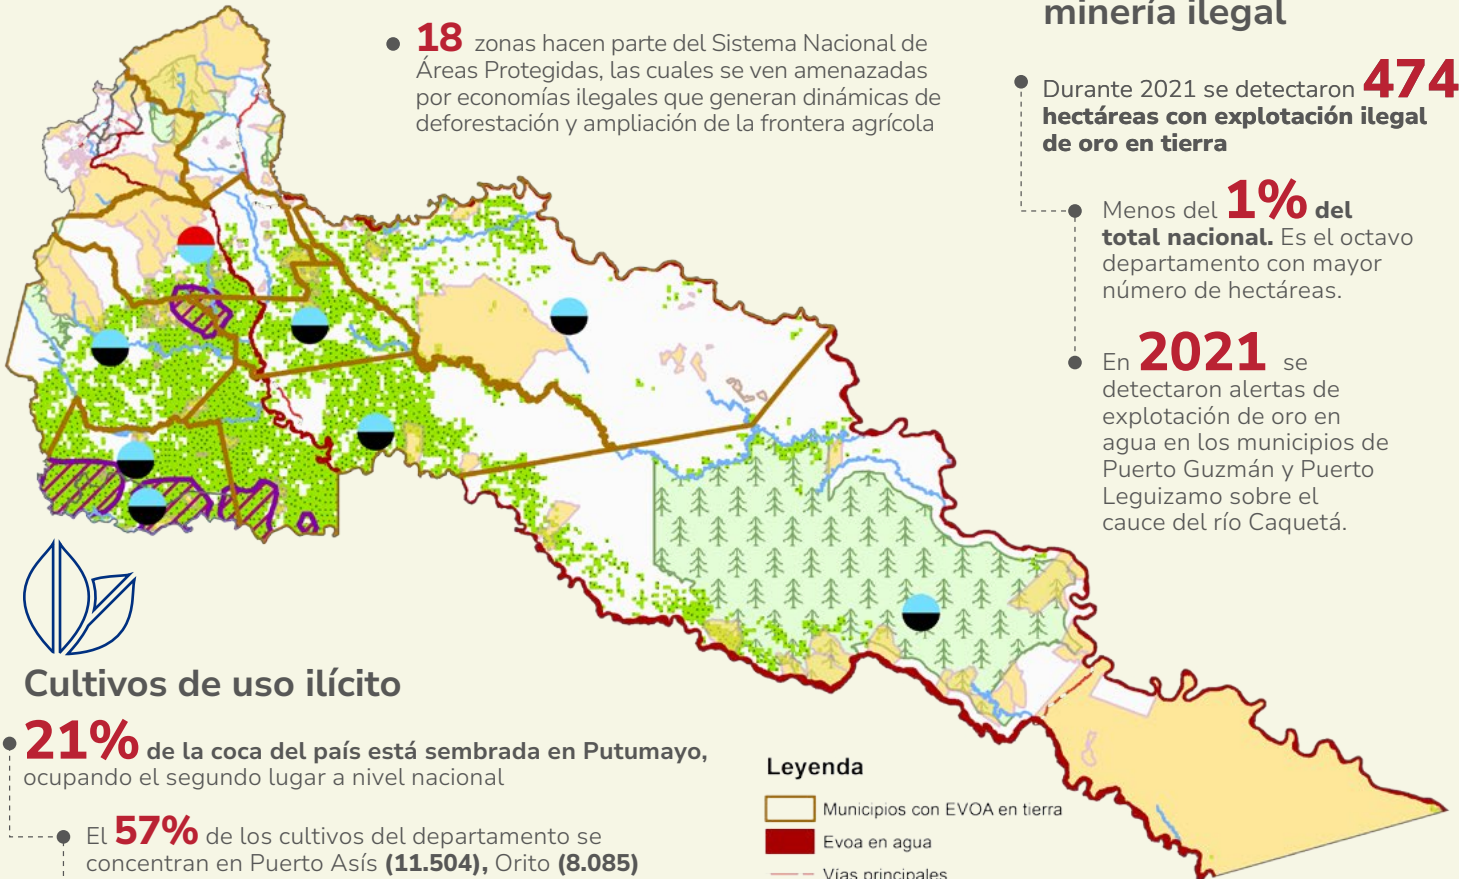 18 zonas hacen parte del Sistema Nacional de
Áreas Protegidas, las cuales se ven amenazadas
por economías ilegales que generan dinámicas de
deforestación y ampliación de la frontera agrícola
minería ilegal
Durante 2021 se detectaron 474
hectáreas con explotación ilegal
de oro en tierra
Menos del 1% del
total nacional. Es el octavo
departamento con mayor
número de hectáreas.
En 2021 se
detectaron alertas de
explotación de oro en
agua en los municipios de
Puerto Guzmán y Puerto
Leguizamo sobre el
cauce del río Caquetá.
Cultivos de uso ilícito
21% de la coca del país está sembrada en Putumayo,
ocupando el segundo lugar a nivel nacional
El 57% de los cultivos del departamento se
concentran en Puerto Asís (11.504), Orito (8.085)
Leyenda
Municipios con EVOA en tierra
Evoa en agua
Vías principales